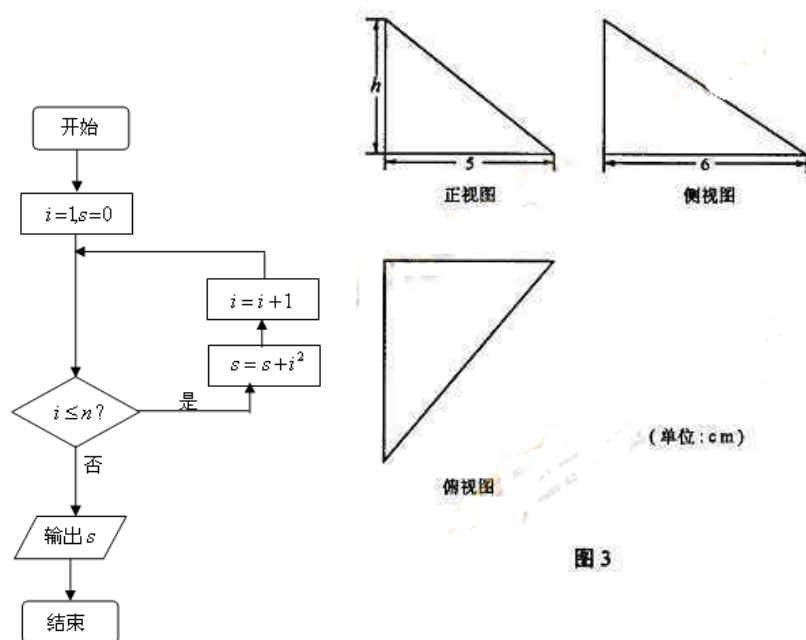 开始
i=1,s=0
i=i+1
s=s+i²
i≤n?
是
否
输出 s
结束
h
5
正视图
6
侧视图
俯视图
(单位:cm)
图 3